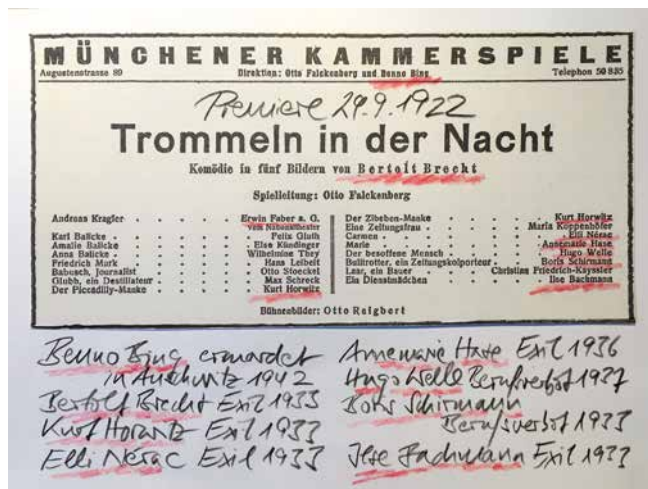 MÜNCHENER KAMMERSPIELE
Augustenstrasse 89 Direktion: Otto Falckenberg und Benno Bing Telephon 50 835
Premiere 29.9.1922
Trommeln in der Nacht
Komödie in fünf Bildern von Bertolt Brecht
Spielleitung: Otto Falckenberg
Andreas Kragler . . . . . Erwin Faber a. G.
vom Nationaltheater
Karl Balicke . . . . . Felix Gluth
Amalie Balicke . . . . . Else Kündinger
Anna Balicke . . . . . Wilhelmine They
Friedrich Murk . . . . . Hans Leibelt
Babusch, Journalist . . . . . Otto Stoeckel
Glubb, ein Destillateur . . . . . Max Schreck
Der Piccadilly-Manke . . . . . Kurt Horwitz
Der Zibeben-Manke . . . . . Kurt Horwitz
Eine Zeitungsfrau . . . . . Maria Koppenhöfer
Carmen . . . . . Elli Nérac
Marie . . . . . Annemarie Hase
Der besoffene Mensch . . . . . Hugo Welle
Bulltrotter, ein Zeitungskolporteur . Boris Schirmann
Laar, ein Bauer . . . . . Christian Friedrich-Kayssler
Ein Dienstmädchen . . . . . Ilse Bachmann
Bühnenbilder: Otto Reigbert
Benno Bing ermordet
in Auschwitz 1942
Bertolt Brecht Exil 1933
Kurt Horwitz Exil 1933
Elli Nerac Exil 1933
Annemarie Hase Exil 1936
Hugo Welle Berufsverbot 1937
Boris Schirmann
Berufsverbot 1933
Ilse Bachmann Exil 1933